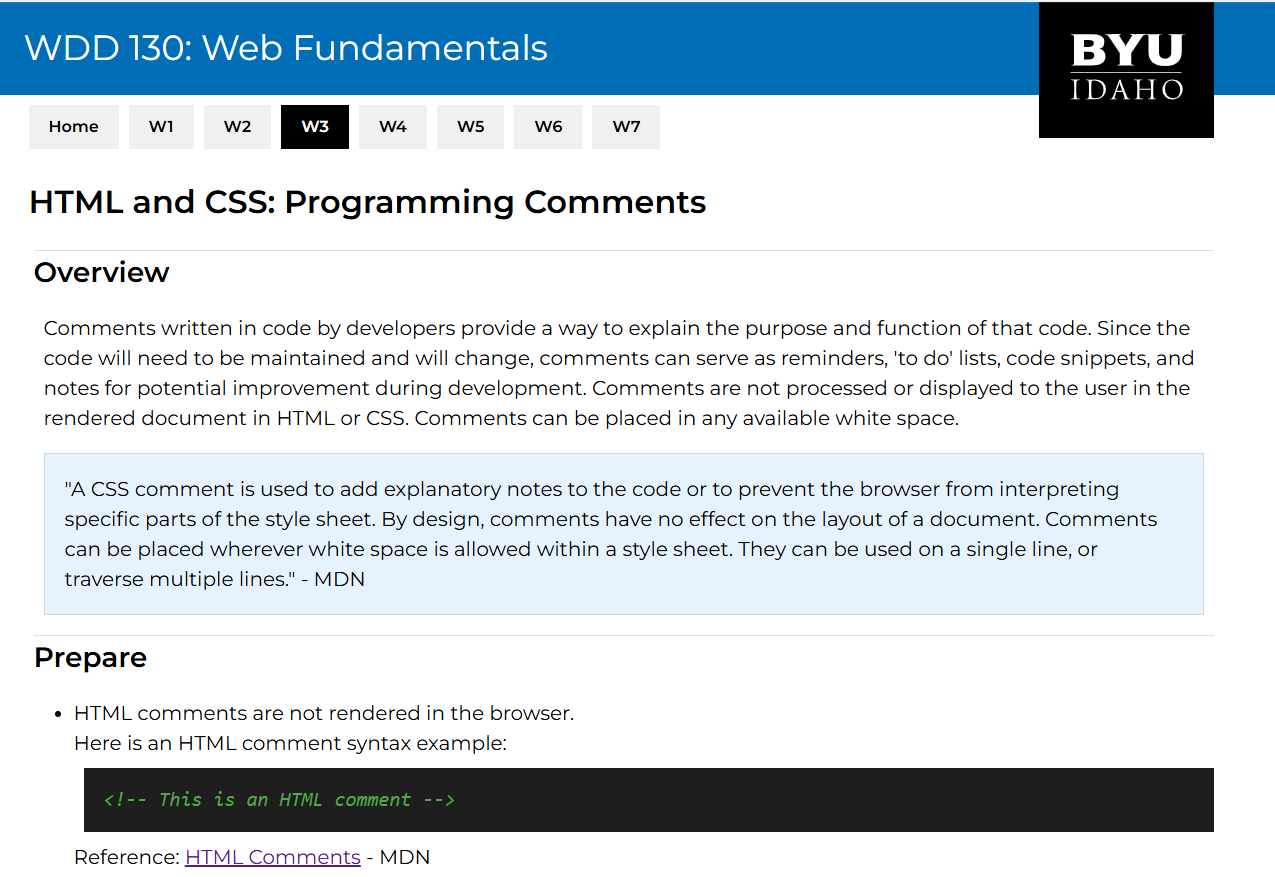 WDD 130: Web Fundamentals
BYU
IDAHO
Home W1 W2 W3 W4 W5 W6 W7
HTML and CSS: Programming Comments
Overview
Comments written in code by developers provide a way to explain the purpose and function of that code. Since the
code will need to be maintained and will change, comments can serve as reminders, 'to do' lists, code snippets, and
notes for potential improvement during development. Comments are not processed or displayed to the user in the
rendered document in HTML or CSS. Comments can be placed in any available white space.
"A CSS comment is used to add explanatory notes to the code or to prevent the browser from interpreting
specific parts of the style sheet. By design, comments have no effect on the layout of a document. Comments
can be placed wherever white space is allowed within a style sheet. They can be used on a single line, or
traverse multiple lines." - MDN
Prepare
• HTML comments are not rendered in the browser.
Here is an HTML comment syntax example:
<!-- This is an HTML comment -->
Reference: HTML Comments - MDN